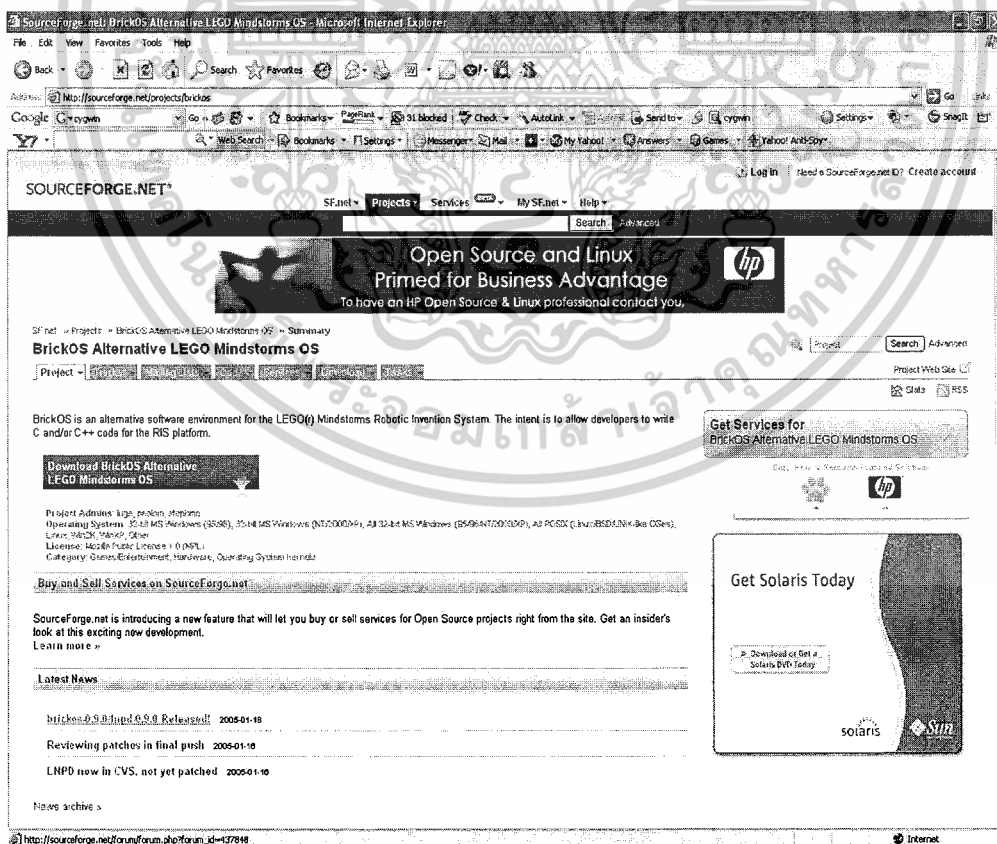 SourceForge.net: BrickOS Alternative LEGO Mindstorms OS - Microsoft Internet Explorer
File Edit View Favorites Tools Help
Back Search Favorites
Address http://sourceforge.net/projects/brickos Go Links
Google cygwin Go Bookmarks PageRank 31 blocked Check AutoLink Send to cygwin Settings SnagIt
Y7 Web Search Bookmarks Settings Messenger Mail My Yahoo! Answers Games Yahoo! Anti-Spy
Log in Need a SourceForge.net ID? Create account
SOURCEFORGE.NET®
SF.net Projects Services BETA My SF.net Help
Search Advanced
Open Source and Linux
Primed for Business Advantage
To have an HP Open Source & Linux professional contact you,
hp
SF.net » Projects » BrickOS Alternative LEGO Mindstorms OS » Summary
BrickOS Alternative LEGO Mindstorms OS
Project Search Advanced
Project
Project Web Site
Stats RSS
BrickOS is an alternative software environment for the LEGO(r) Mindstorms Robotic Invention System. The intent is to allow developers to write
C and/or C++ code for the RIS platform.
Get Services for
BrickOS Alternative LEGO Mindstorms OS
Download BrickOS Alternative
LEGO Mindstorms OS
hp
Project Admins:
Operating System: 32-bit MS Windows (95/98), 32-bit MS Windows (NT/2000/XP), All 32-bit MS Windows (95/98/NT/2000/XP), All POSIX (Linux/BSD/UNIX-like OSes),
Linux, Win2K, WinXP, Other
License: Mozilla Public License 1.0 (MPL)
Category: Games/Entertainment, Hardware, Operating System Kernels
Buy and Sell Services on SourceForge.net
SourceForge.net is introducing a new feature that will let you buy or sell services for Open Source projects right from the site. Get an insider's
look at this exciting new development.
Learn more »
Get Solaris Today
Download or Get a
Solaris DVD Today
solaris
Sun
Latest News
brickos-0.9.0/lnpd-0.9.0 Released! 2005-01-18
Reviewing patches in final push 2005-01-16
LNPD now in CVS, not yet patched 2005-01-16
News archive »
http://sourceforge.net/forum/forum.php?forum_id=437848 Internet